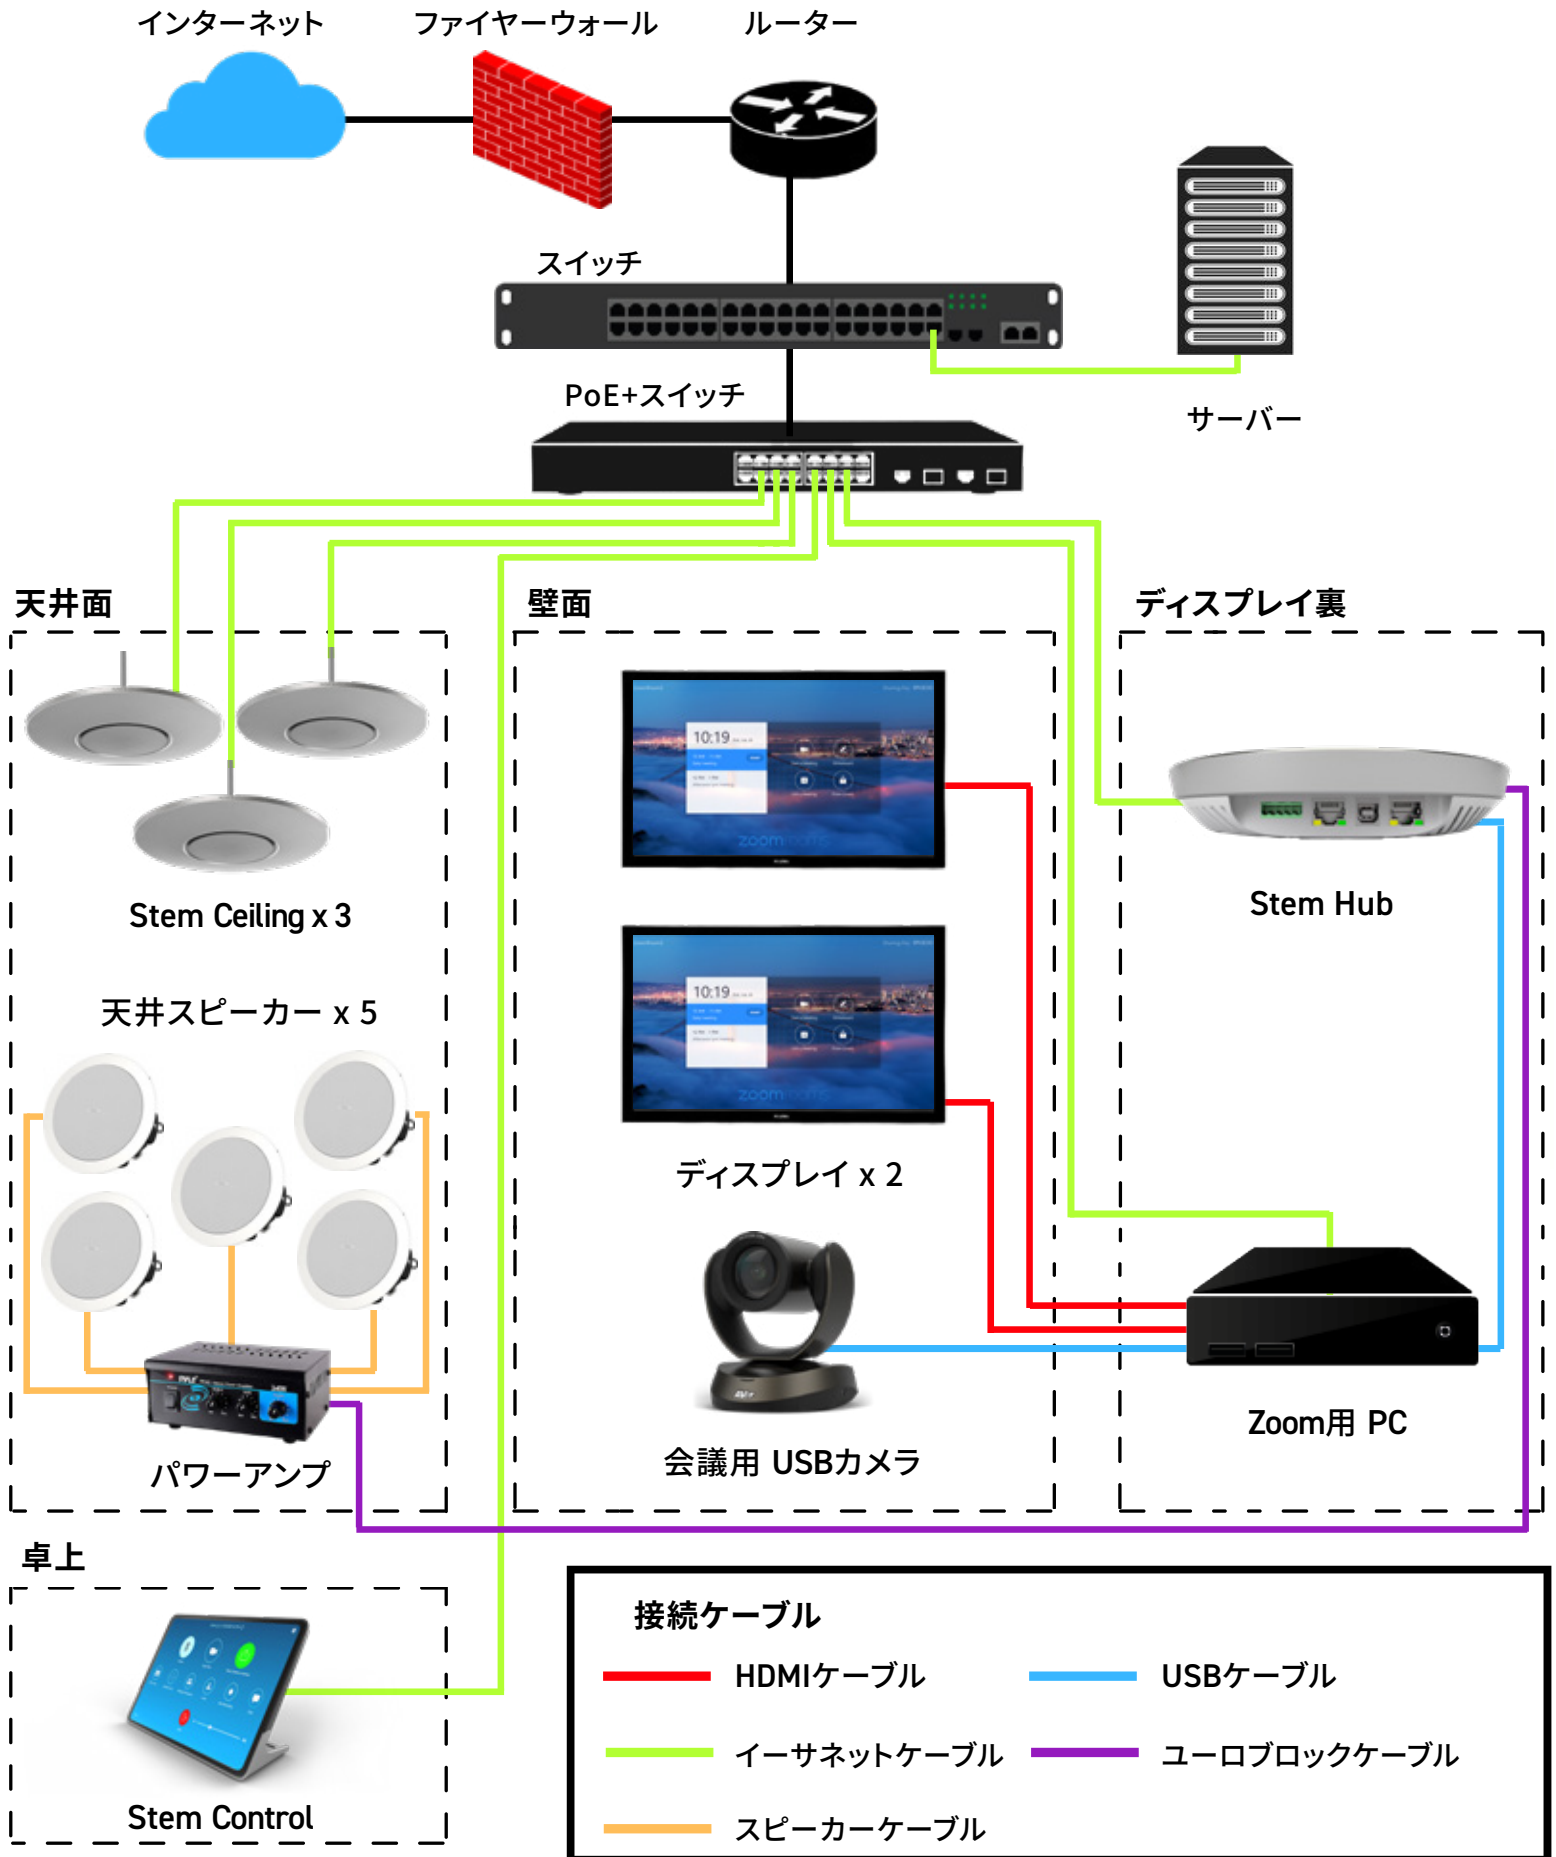 インターネット
ファイヤーウォール
ルーター
スイッチ
PoE+スイッチ
サーバー
天井面
壁面
ディスプレイ裏
10:19
zoomrooms
Stem Ceiling x 3
Stem Hub
天井スピーカー x 5
10:19
zoomrooms
ディスプレイ x 2
会議用 USBカメラ
Zoom用 PC
パワーアンプ
卓上
Stem Control
接続ケーブル
HDMIケーブル
USBケーブル
イーサネットケーブル
ユーロブロックケーブル
スピーカーケーブル